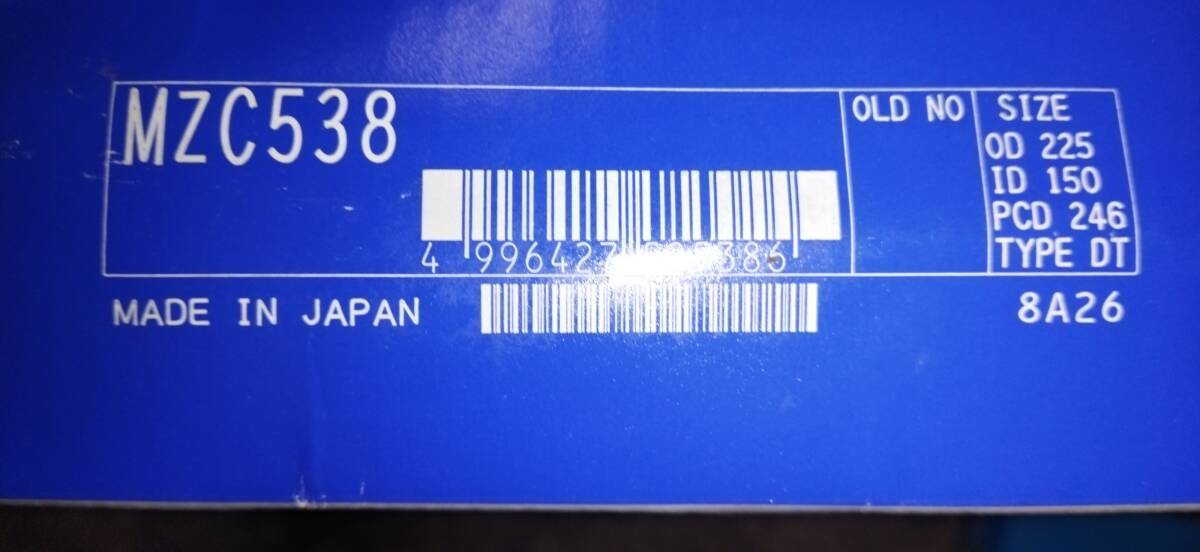 MZC538
OLD NO
SIZE
OD 225
ID 150
PCD 246
TYPE DT
MADE IN JAPAN
8A26